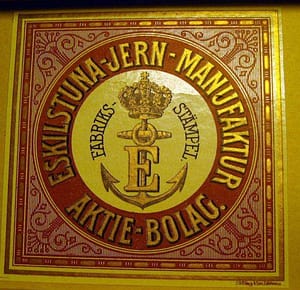 ESKILSTUNA-JERN-MANUFAKTUR
AKTIE-BOLAG.
FABRIKS-
STÄMPEL.
E